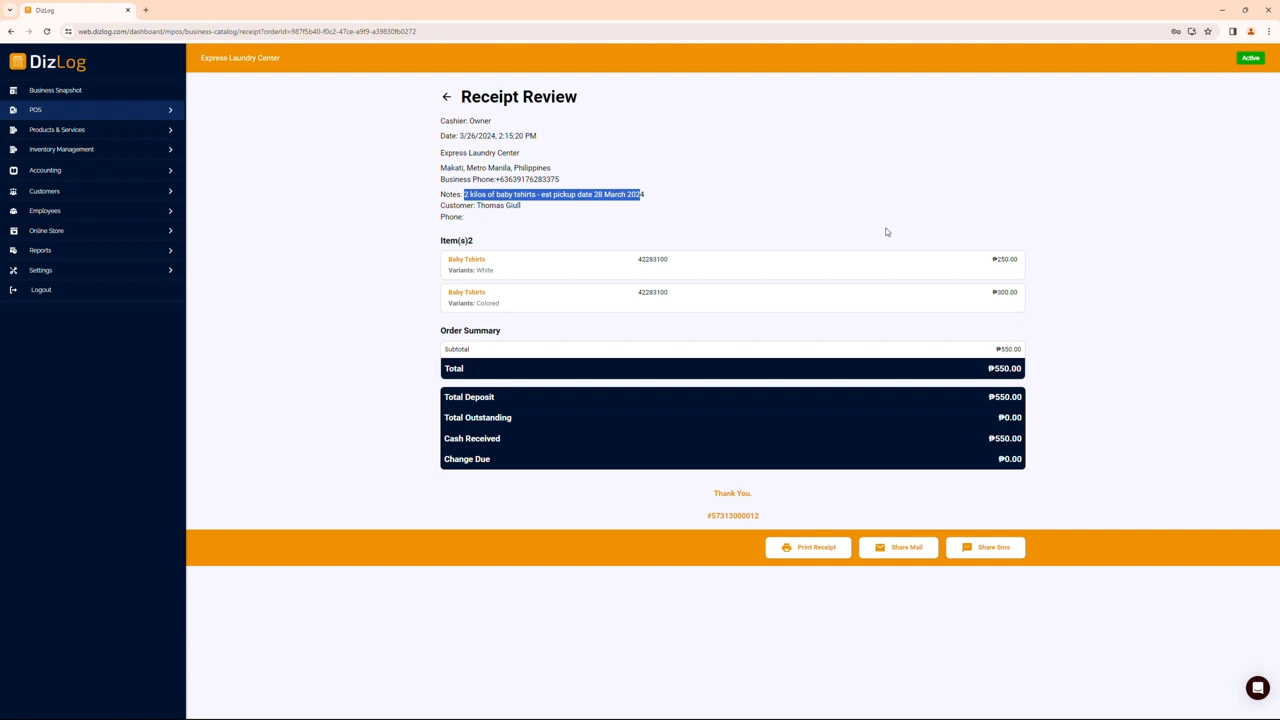 DizLog
web.dizlog.com/dashboard/mpos/business-catalog/receipt?orderId=987f5b40-f0c2-47ce-a9f9-a39830fb0272
DizLog
Express Laundry Center
Active
Business Snapshot
POS
Products & Services
Inventory Management
Accounting
Customers
Employees
Online Store
Reports
Settings
Logout
Receipt Review
Cashier: Owner
Date: 3/26/2024, 2:15:20 PM
Express Laundry Center
Makati, Metro Manila, Philippines
Business Phone:+63639176283375
Notes: 2 kilos of baby tshirts - est pickup date 28 March 2024
Customer: Thomas Giull
Phone:
Item(s)2
Baby Tshirts 42283100 ₱250.00
Variants: White
Baby Tshirts 42283100 ₱300.00
Variants: Colored
Order Summary
Subtotal ₱550.00
Total ₱550.00
Total Deposit ₱550.00
Total Outstanding ₱0.00
Cash Received ₱550.00
Change Due ₱0.00
Thank You.
#57313000012
Print Receipt Share Mail Share Sms